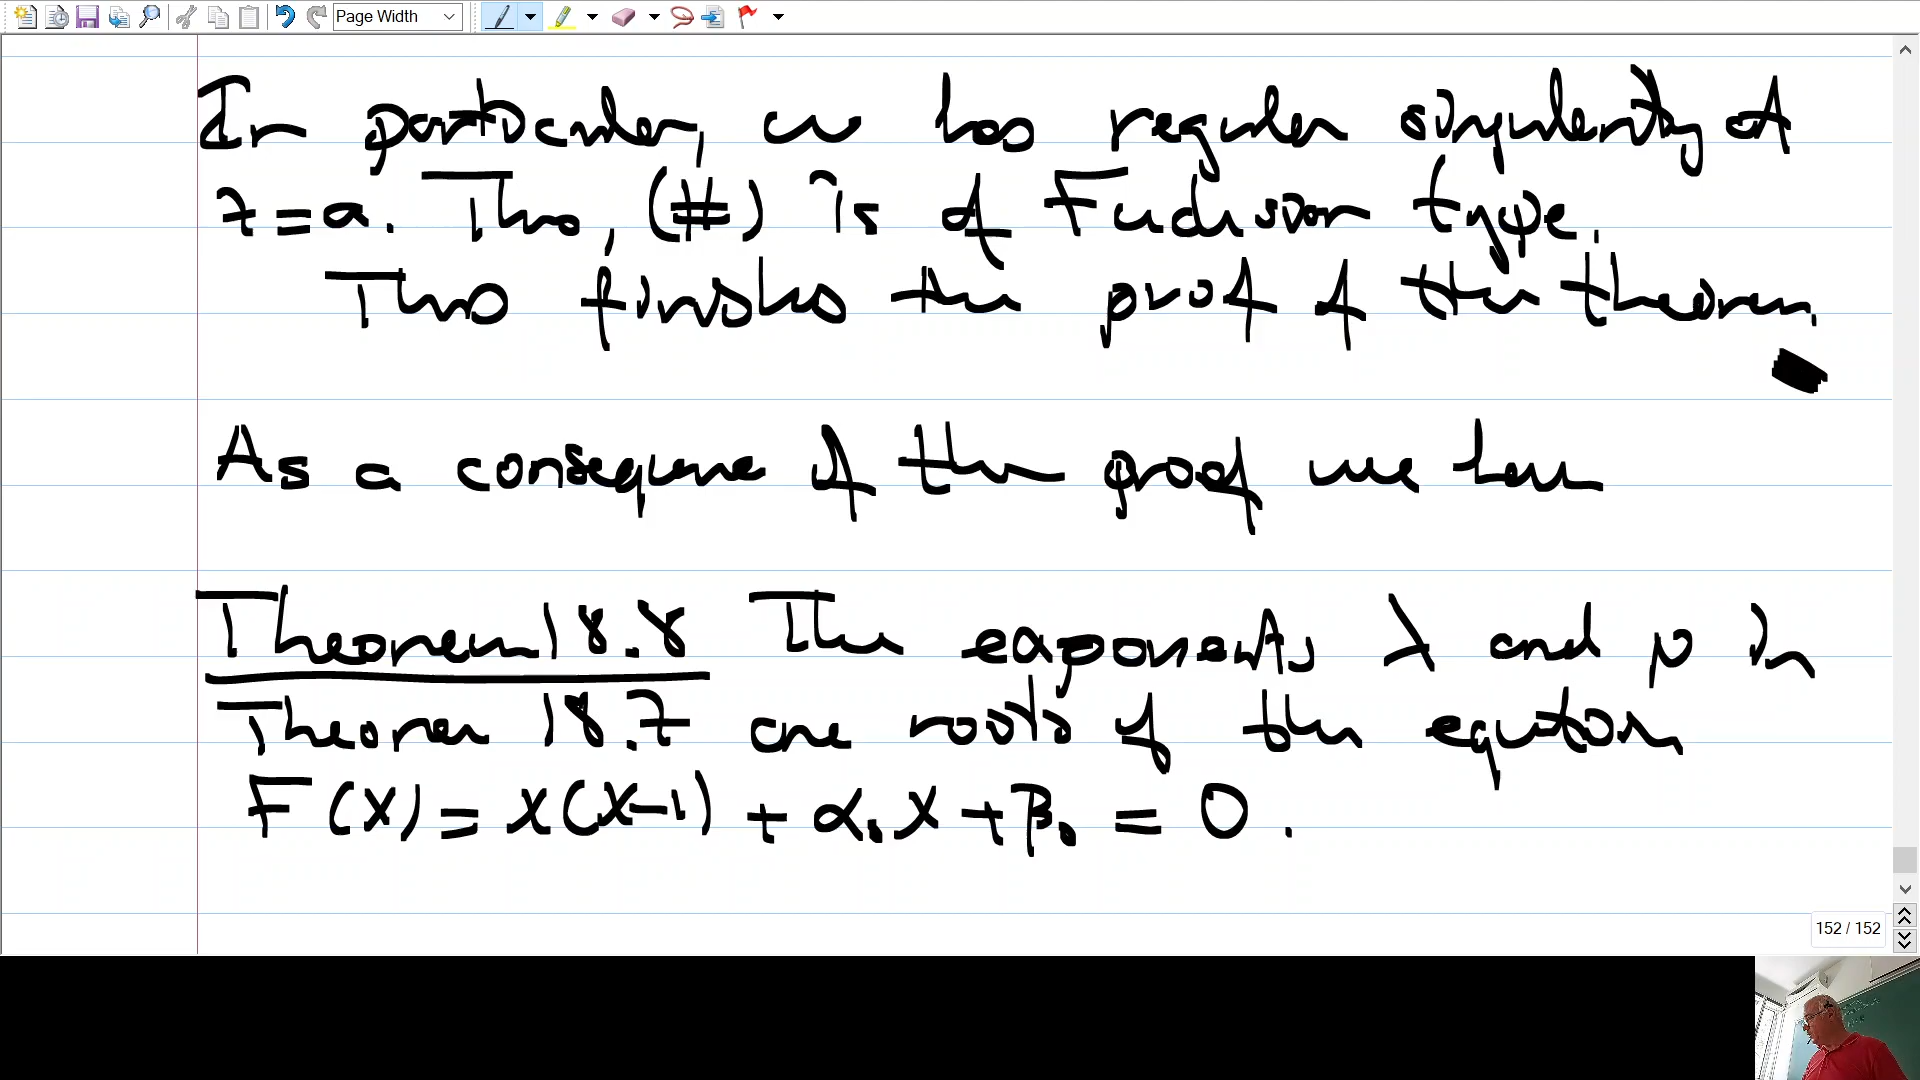 Page Width
In particular, w has regular singularity at
z = a. Thus, (#) is of Fuchsian type.
This finishes the proof of the theorem.
As a consequence of the proof we have
Theorem 18.8 The exponents λ and μ in
Theorem 18.7 are roots of the equation
F(X) = X(X-1) + α₀X + β₀ = 0.
152 / 152